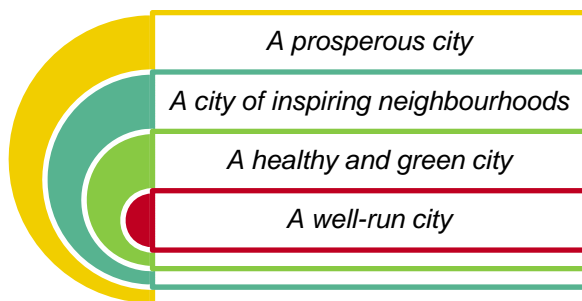 A prosperous city
A city of inspiring neighbourhoods
A healthy and green city
A well-run city